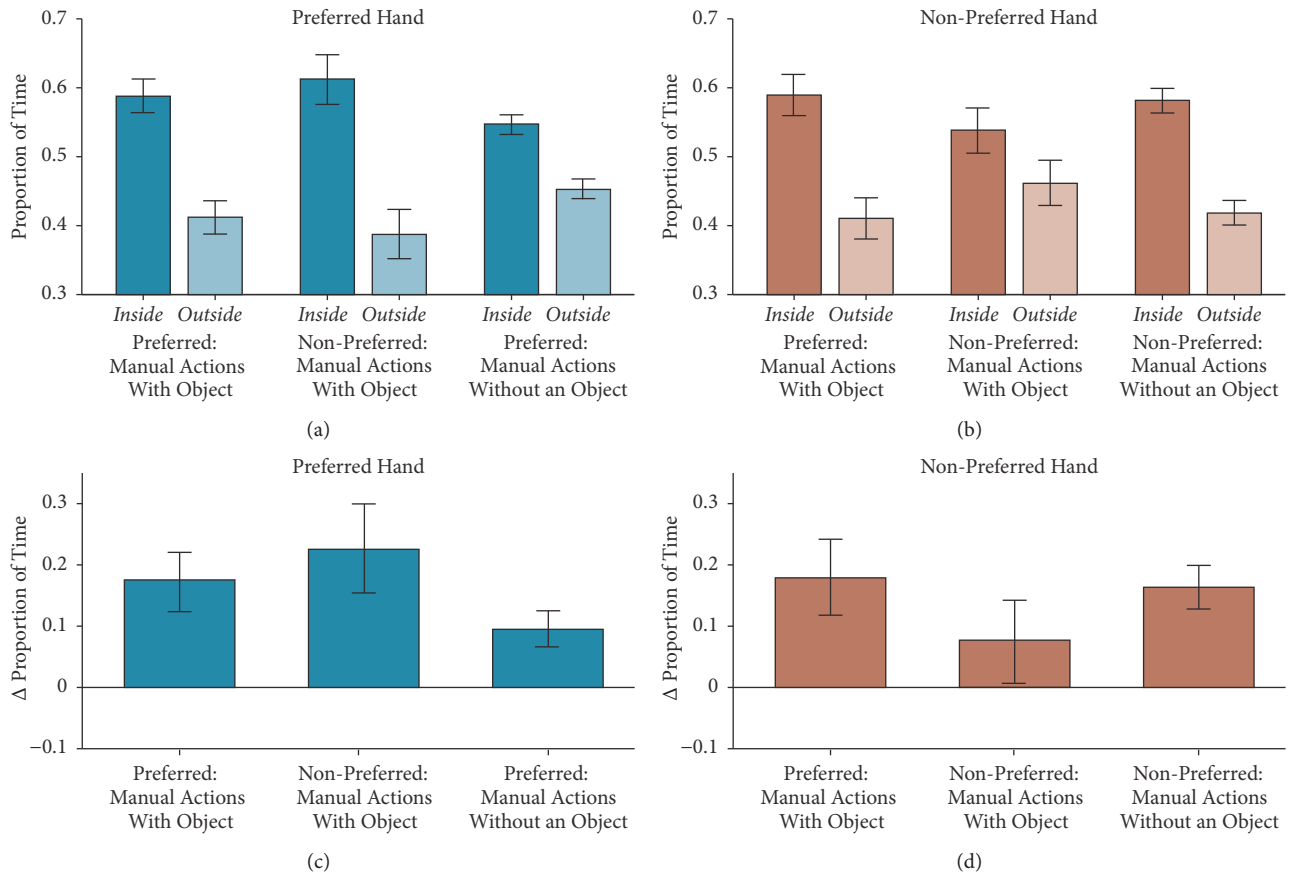 Preferred Hand
Proportion of Time
0.7
0.6
0.5
0.4
0.3
Inside Outside Inside Outside Inside Outside
Preferred: Non-Preferred: Preferred:
Manual Actions Manual Actions Manual Actions
With Object With Object Without an Object
(a)
Non-Preferred Hand
Proportion of Time
0.7
0.6
0.5
0.4
0.3
Inside Outside Inside Outside Inside Outside
Preferred: Non-Preferred: Non-Preferred:
Manual Actions Manual Actions Manual Actions
With Object With Object Without an Object
(b)
Preferred Hand
Δ Proportion of Time
0.3
0.2
0.1
0
−0.1
Preferred: Non-Preferred: Preferred:
Manual Actions Manual Actions Manual Actions
With Object With Object Without an Object
(c)
Non-Preferred Hand
Δ Proportion of Time
0.3
0.2
0.1
0
−0.1
Preferred: Non-Preferred: Non-Preferred:
Manual Actions Manual Actions Manual Actions
With Object With Object Without an Object
(d)